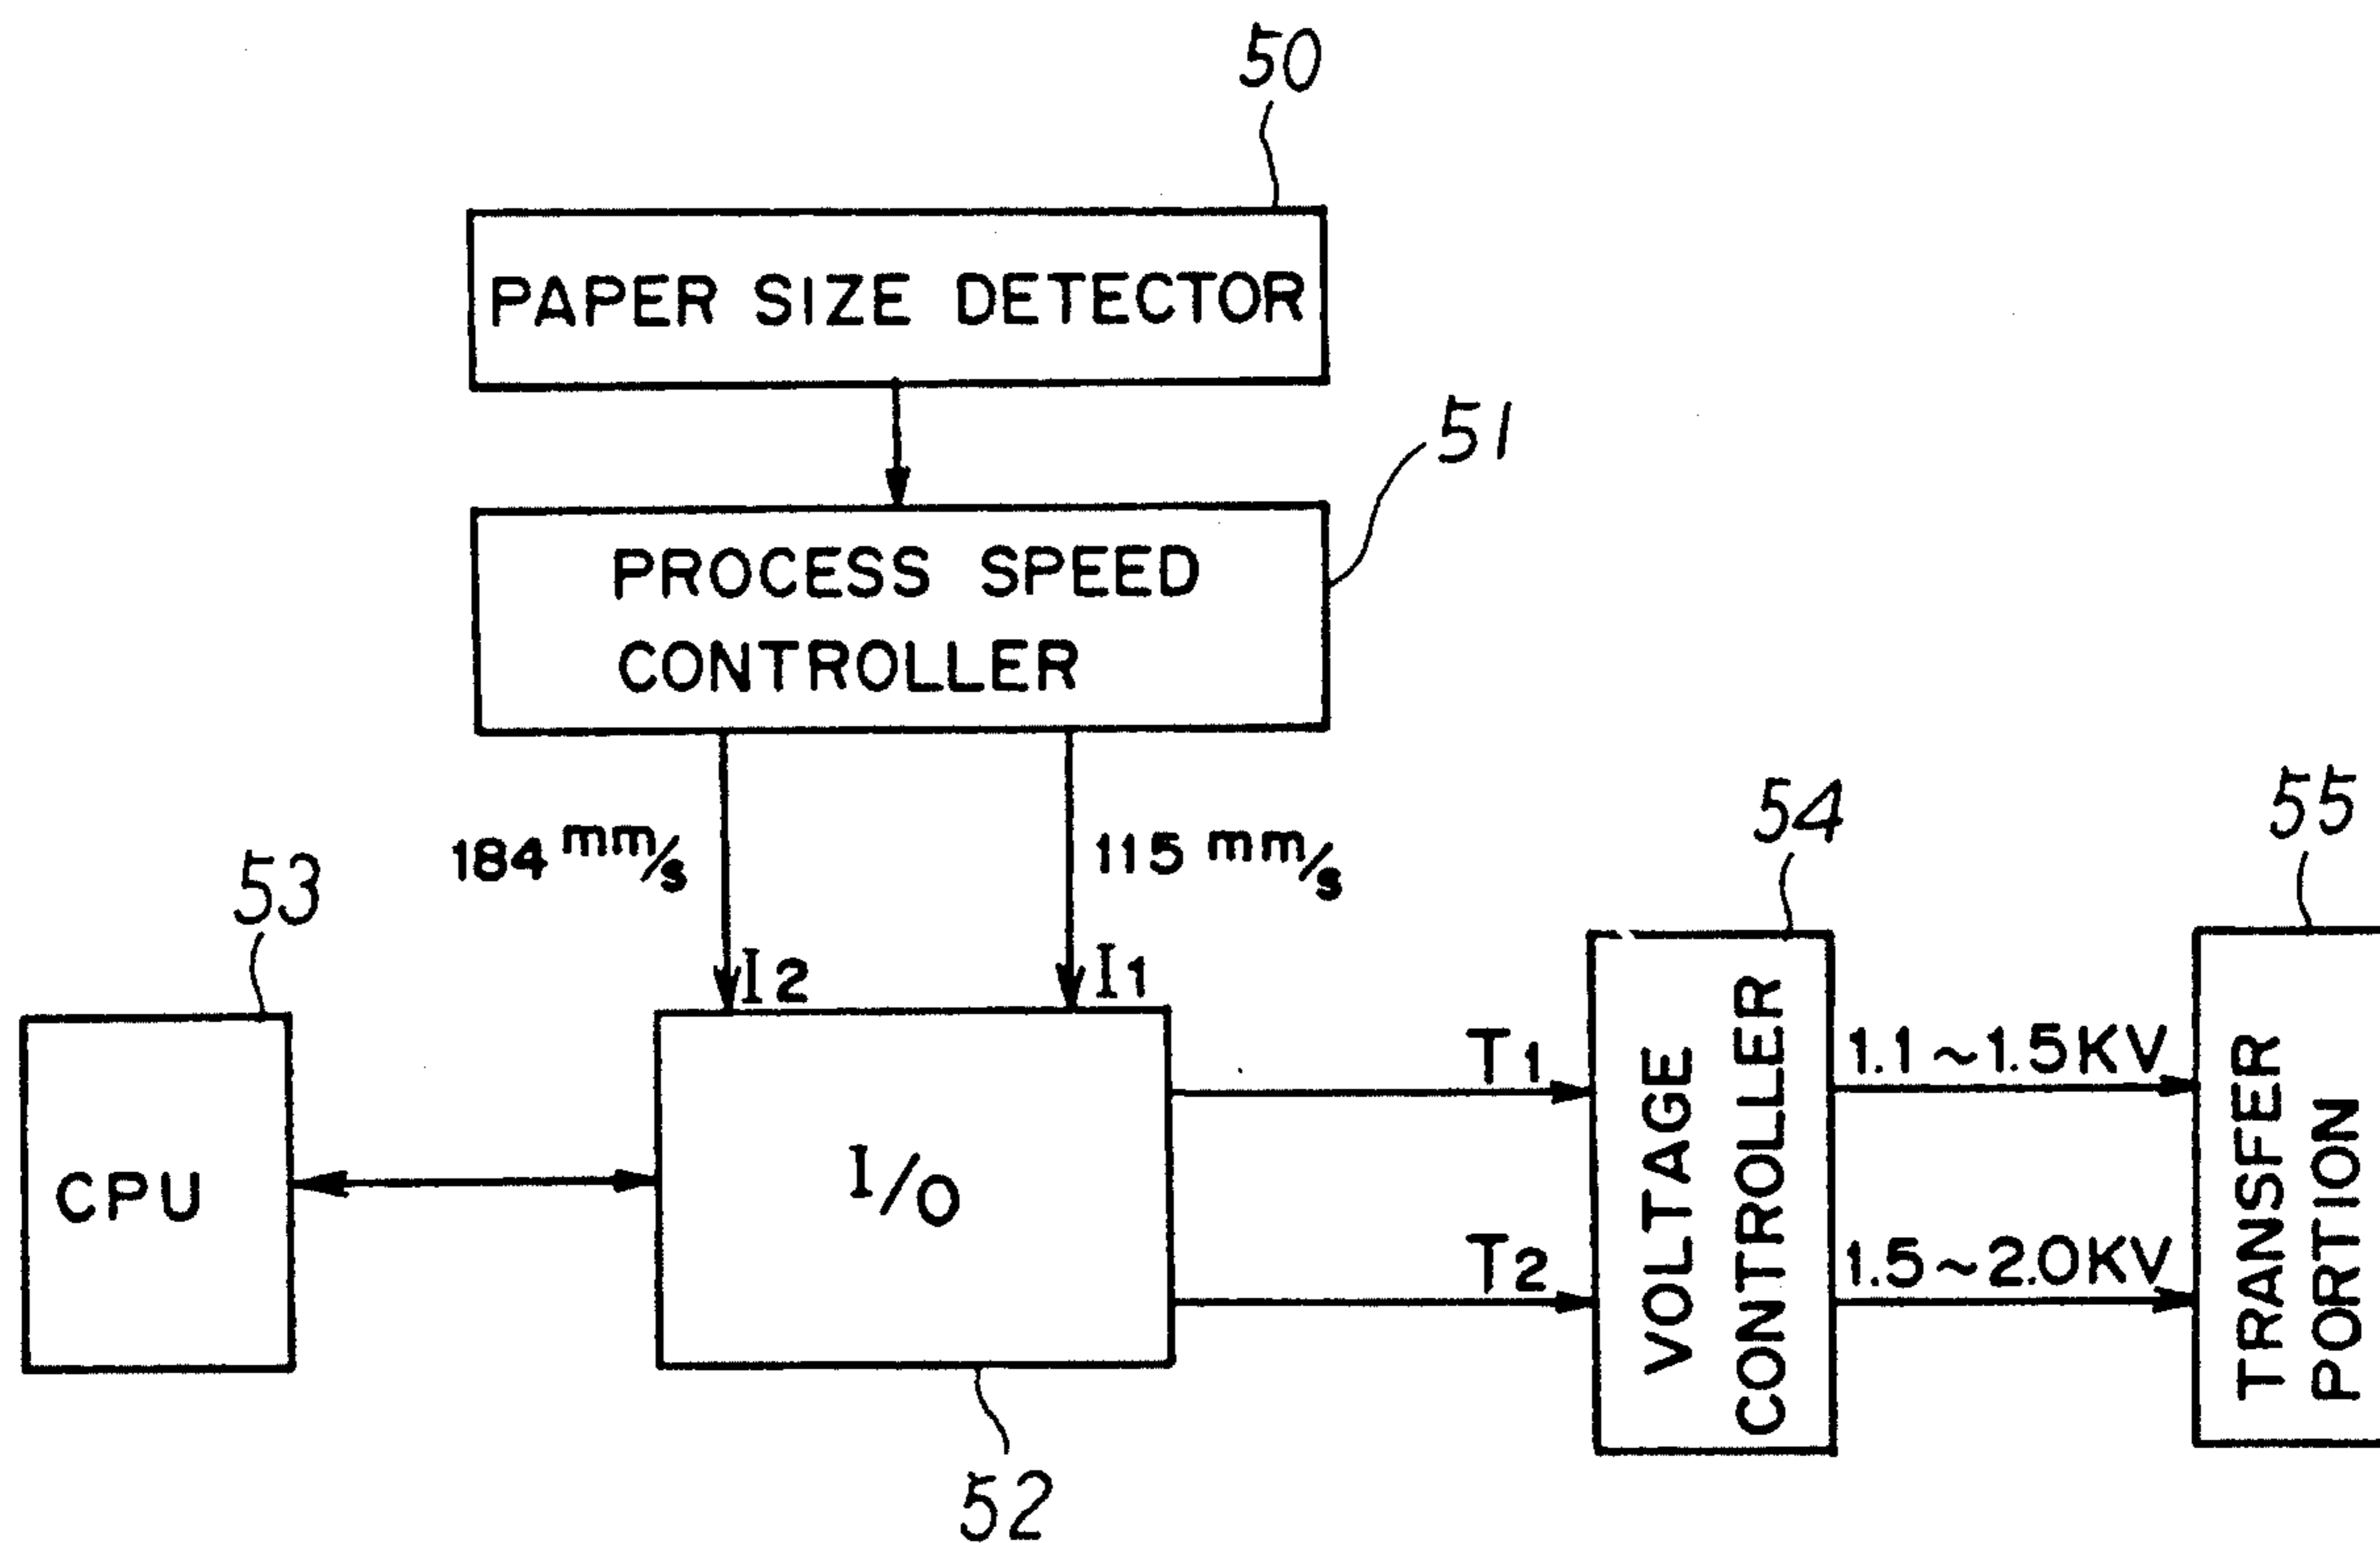 50
PAPER SIZE DETECTOR
51
PROCESS SPEED
CONTROLLER
184 mm/s
115 mm/s
I2
I1
53
CPU
I/O
52
T1
T2
54
VOLTAGE
CONTROLLER
1.1~1.5KV
1.5~2.0KV
55
TRANSFER
PORTION